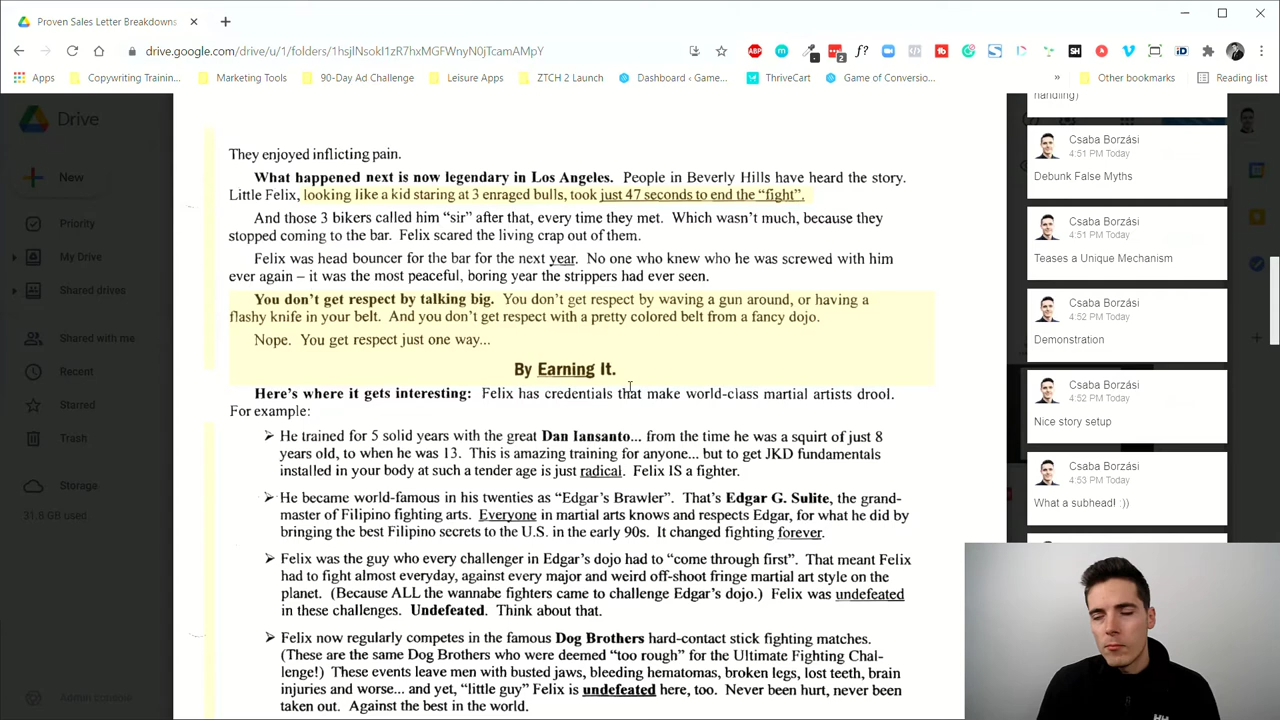 Proven Sales Letter Breakdowns
drive.google.com/drive/u/1/folders/1hsjlNsokI1zR7hxMGFWnyN0jTcamAMpY
Apps
Copywriting Trainin...
Marketing Tools
90-Day Ad Challenge
Leisure Apps
ZTCH 2 Launch
Dashboard ‹ Game...
ThriveCart
Game of Conversio...
»
Other bookmarks
Reading list
Drive
New
Priority
My Drive
Shared drives
Shared with me
Recent
Starred
Trash
Storage
31.8 GB used
Admin console
They enjoyed inflicting pain.
What happened next is now legendary in Los Angeles. People in Beverly Hills have heard the story.
Little Felix, looking like a kid staring at 3 enraged bulls, took just 47 seconds to end the “fight”.
And those 3 bikers called him “sir” after that, every time they met. Which wasn’t much, because they
stopped coming to the bar. Felix scared the living crap out of them.
Felix was head bouncer for the bar for the next year. No one who knew who he was screwed with him
ever again – it was the most peaceful, boring year the strippers had ever seen.
You don’t get respect by talking big. You don’t get respect by waving a gun around, or having a
flashy knife in your belt. And you don’t get respect with a pretty colored belt from a fancy dojo.
Nope. You get respect just one way...
By Earning It.
Here’s where it gets interesting: Felix has credentials that make world-class martial artists drool.
For example:
➢ He trained for 5 solid years with the great Dan Iansanto... from the time he was a squirt of just 8
years old, to when he was 13. This is amazing training for anyone... but to get JKD fundamentals
installed in your body at such a tender age is just radical. Felix IS a fighter.
➢ He became world-famous in his twenties as “Edgar’s Brawler”. That’s Edgar G. Sulite, the grand-
master of Filipino fighting arts. Everyone in martial arts knows and respects Edgar, for what he did by
bringing the best Filipino secrets to the U.S. in the early 90s. It changed fighting forever.
➢ Felix was the guy who every challenger in Edgar’s dojo had to “come through first”. That meant Felix
had to fight almost everyday, against every major and weird off-shoot fringe martial art style on the
planet. (Because ALL the wannabe fighters came to challenge Edgar’s dojo.) Felix was undefeated
in these challenges. Undefeated. Think about that.
➢ Felix now regularly competes in the famous Dog Brothers hard-contact stick fighting matches.
(These are the same Dog Brothers who were deemed “too rough” for the Ultimate Fighting Chal-
lenge!) These events leave men with busted jaws, bleeding hematomas, broken legs, lost teeth, brain
injuries and worse... and yet, “little guy” Felix is undefeated here, too. Never been hurt, never been
taken out. Against the best in the world.
handling)
Csaba Borzási
4:51 PM Today
Debunk False Myths
Csaba Borzási
4:51 PM Today
Teases a Unique Mechanism
Csaba Borzási
4:52 PM Today
Demonstration
Csaba Borzási
4:52 PM Today
Nice story setup
Csaba Borzási
4:53 PM Today
What a subhead! :))
HH